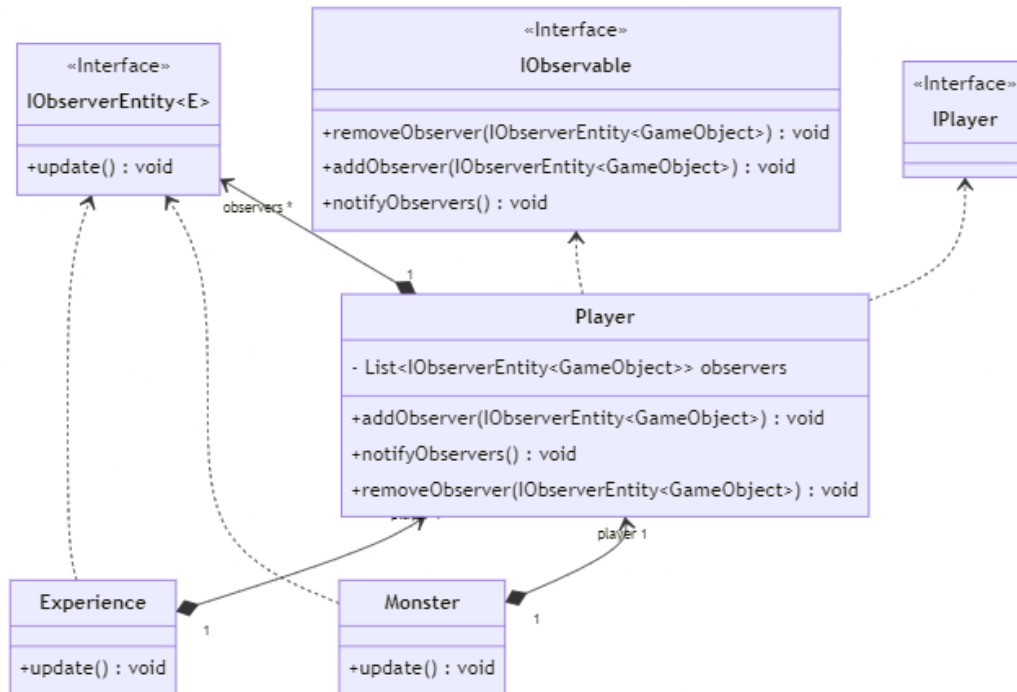 «Interface»
IObserverEntity<E>
+update() : void
«Interface»
IObservable
+removeObserver(IObserverEntity<GameObject>) : void
+addObserver(IObserverEntity<GameObject>) : void
+notifyObservers() : void
«Interface»
IPlayer
observers *
1
Player
- List<IObserverEntity<GameObject>> observers
+addObserver(IObserverEntity<GameObject>) : void
+notifyObservers() : void
+removeObserver(IObserverEntity<GameObject>) : void
player 1
Experience
+update() : void
1
Monster
+update() : void
1